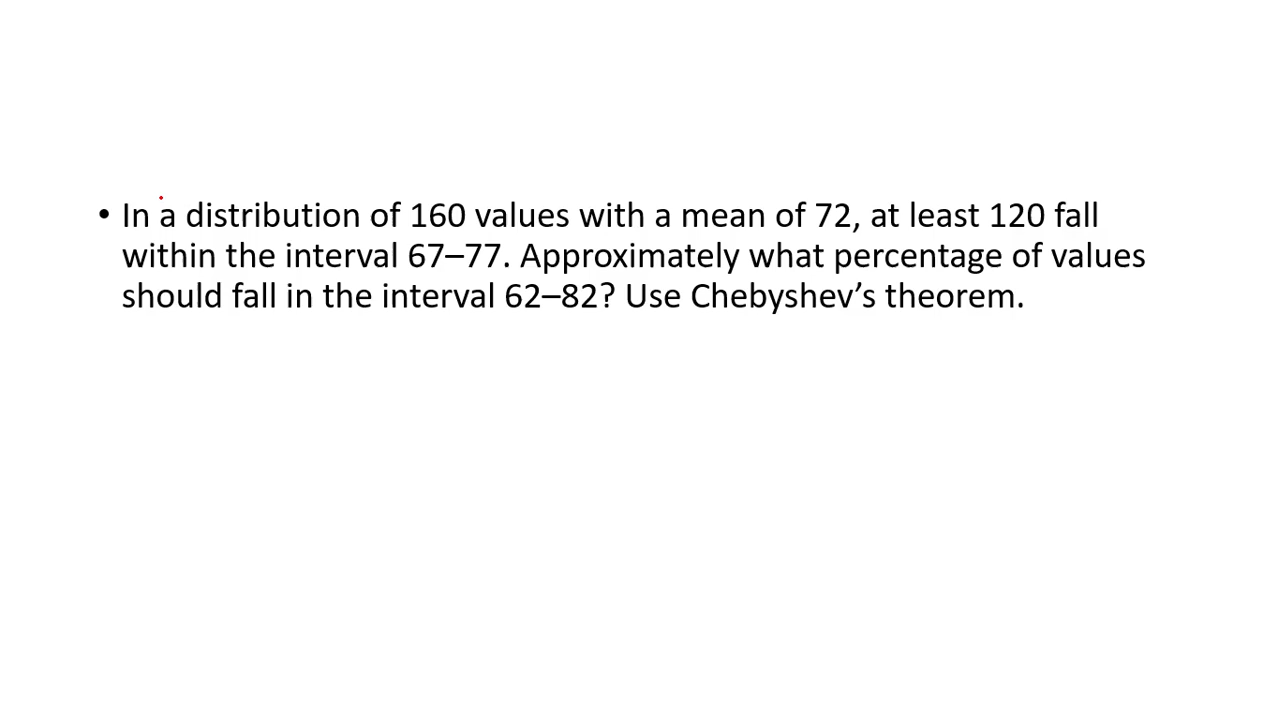 • In a distribution of 160 values with a mean of 72, at least 120 fall
within the interval 67–77. Approximately what percentage of values
should fall in the interval 62–82? Use Chebyshev’s theorem.